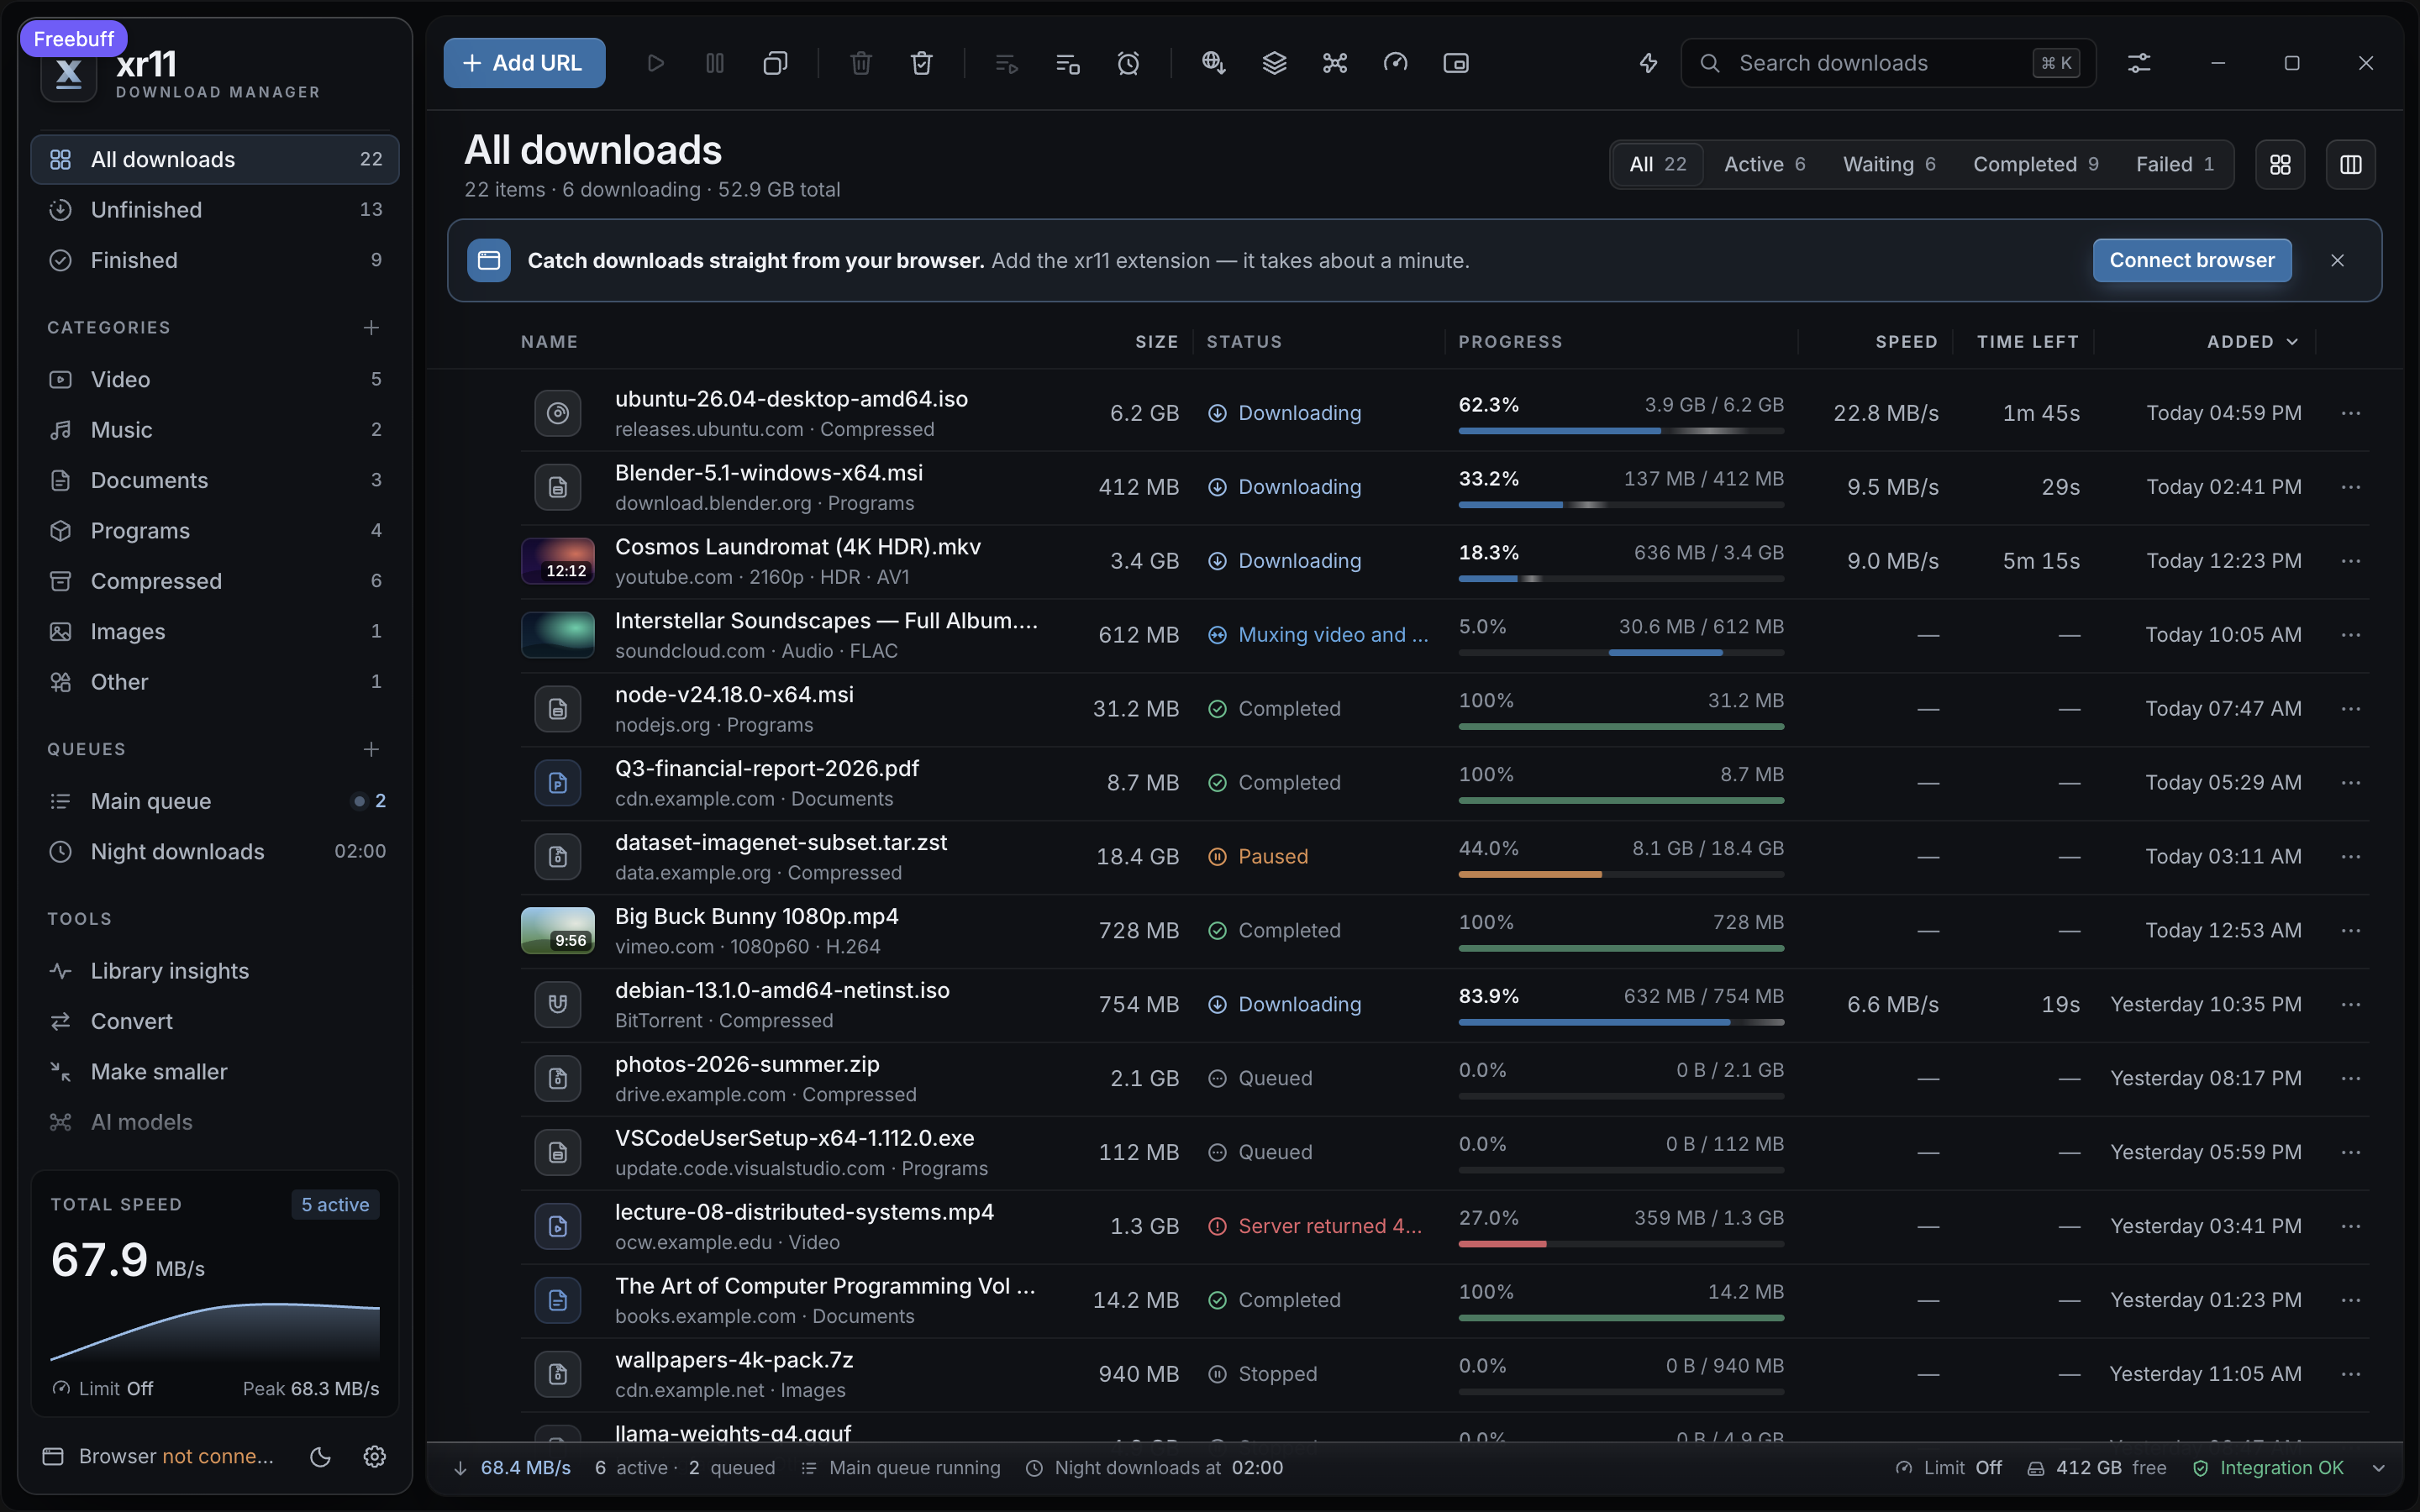 Freebuff
xr11
DOWNLOAD MANAGER
All downloads 22
Unfinished 13
Finished 9
CATEGORIES
Video 5
Music 2
Documents 3
Programs 4
Compressed 6
Images 1
Other 1
QUEUES
Main queue 2
Night downloads 02:00
TOOLS
Library insights
Convert
Make smaller
AI models
TOTAL SPEED 5 active
67.9 MB/s
Limit Off Peak 68.3 MB/s
Browser not conne...
Add URL
Search downloads ⌘ K
All downloads
22 items · 6 downloading · 52.9 GB total
All 22 Active 6 Waiting 6 Completed 9 Failed 1
Catch downloads straight from your browser. Add the xr11 extension — it takes about a minute.
Connect browser
NAME SIZE STATUS PROGRESS SPEED TIME LEFT ADDED
ubuntu-26.04-desktop-amd64.iso
releases.ubuntu.com · Compressed
6.2 GB Downloading 62.3% 3.9 GB / 6.2 GB 22.8 MB/s 1m 45s Today 04:59 PM
Blender-5.1-windows-x64.msi
download.blender.org · Programs
412 MB Downloading 33.2% 137 MB / 412 MB 9.5 MB/s 29s Today 02:41 PM
12:12
Cosmos Laundromat (4K HDR).mkv
youtube.com · 2160p · HDR · AV1
3.4 GB Downloading 18.3% 636 MB / 3.4 GB 9.0 MB/s 5m 15s Today 12:23 PM
Interstellar Soundscapes — Full Album....
soundcloud.com · Audio · FLAC
612 MB Muxing video and ... 5.0% 30.6 MB / 612 MB — — Today 10:05 AM
node-v24.18.0-x64.msi
nodejs.org · Programs
31.2 MB Completed 100% 31.2 MB — — Today 07:47 AM
Q3-financial-report-2026.pdf
cdn.example.com · Documents
8.7 MB Completed 100% 8.7 MB — — Today 05:29 AM
dataset-imagenet-subset.tar.zst
data.example.org · Compressed
18.4 GB Paused 44.0% 8.1 GB / 18.4 GB — — Today 03:11 AM
9:56
Big Buck Bunny 1080p.mp4
vimeo.com · 1080p60 · H.264
728 MB Completed 100% 728 MB — — Today 12:53 AM
debian-13.1.0-amd64-netinst.iso
BitTorrent · Compressed
754 MB Downloading 83.9% 632 MB / 754 MB 6.6 MB/s 19s Yesterday 10:35 PM
photos-2026-summer.zip
drive.example.com · Compressed
2.1 GB Queued 0.0% 0 B / 2.1 GB — — Yesterday 08:17 PM
VSCodeUserSetup-x64-1.112.0.exe
update.code.visualstudio.com · Programs
112 MB Queued 0.0% 0 B / 112 MB — — Yesterday 05:59 PM
lecture-08-distributed-systems.mp4
ocw.example.edu · Video
1.3 GB Server returned 4... 27.0% 359 MB / 1.3 GB — — Yesterday 03:41 PM
The Art of Computer Programming Vol ...
books.example.com · Documents
14.2 MB Completed 100% 14.2 MB — — Yesterday 01:23 PM
wallpapers-4k-pack.7z
cdn.example.net · Images
940 MB Stopped 0.0% 0 B / 940 MB — — Yesterday 11:05 AM
llama-weights-q4.gguf
0.0% 0 B / 4.9 GB
68.4 MB/s 6 active · 2 queued Main queue running Night downloads at 02:00
Limit Off 412 GB free Integration OK